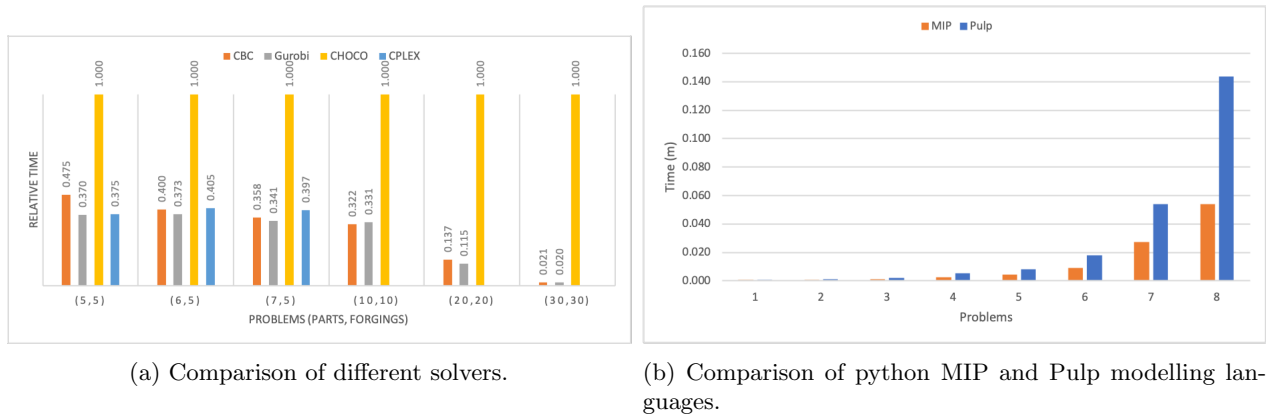 CBC Gurobi CHOCO CPLEX
RELATIVE TIME
0.475 0.370 1.000 0.375
0.400 0.373 1.000 0.405
0.358 0.341 1.000 0.397
0.322 0.331 1.000
0.137 0.115 1.000
0.021 0.020 1.000
(5,5) (6,5) (7,5) (10,10) (20,20) (30,30)
PROBLEMS (PARTS, FORGINGS)
(a) Comparison of different solvers.
MIP Pulp
0.160
0.140
0.120
0.100
0.080
0.060
0.040
0.020
0.000
Time (m)
1 2 3 4 5 6 7 8
Problems
(b) Comparison of python MIP and Pulp modelling lan-
guages.